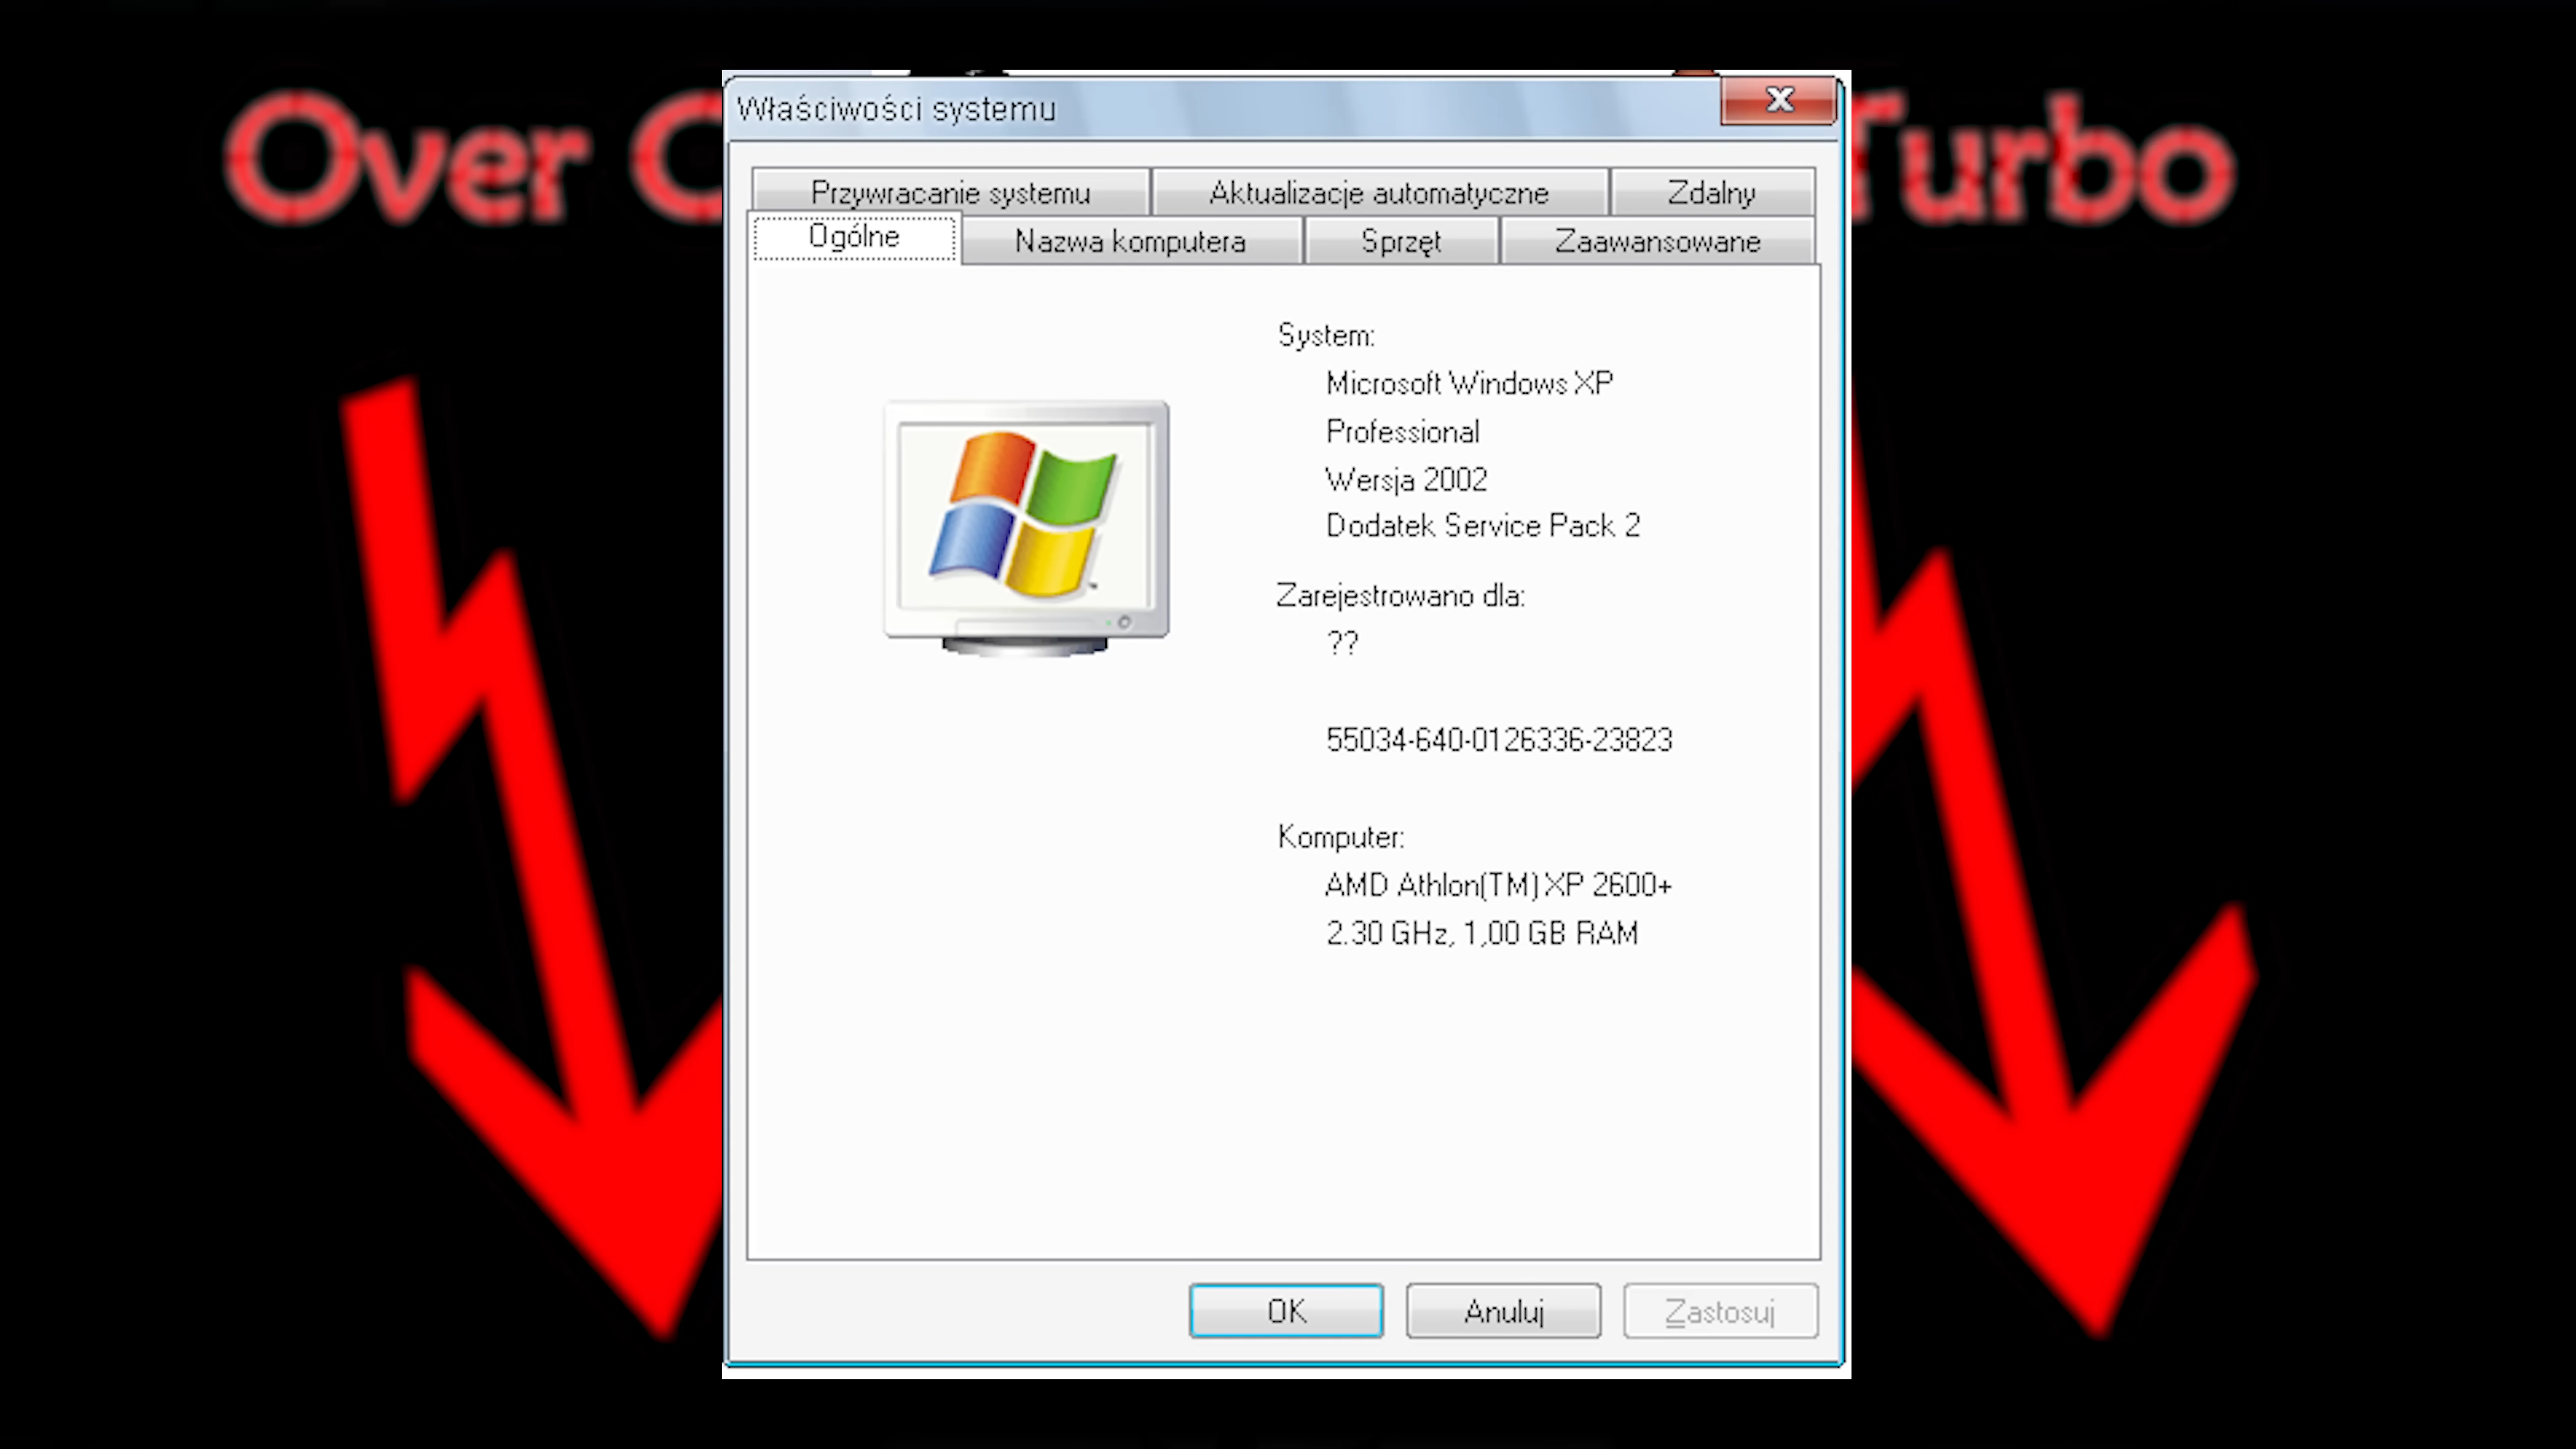 Over
Turbo
Właściwości systemu
Przywracanie systemu
Aktualizacje automatyczne
Zdalny
Ogólne
Nazwa komputera
Sprzęt
Zaawansowane
System:
Microsoft Windows XP
Professional
Wersja 2002
Dodatek Service Pack 2
Zarejestrowano dla:
??
55034-640-0126336-23823
Komputer:
AMD Athlon(TM) XP 2600+
2.30 GHz, 1,00 GB RAM
OK
Anuluj
Zastosuj